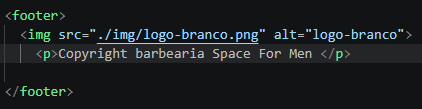 <footer>
<img src="./img/logo-branco.png" alt="logo-branco">
<p>Copyright barbearia Space For Men </p>
</footer>